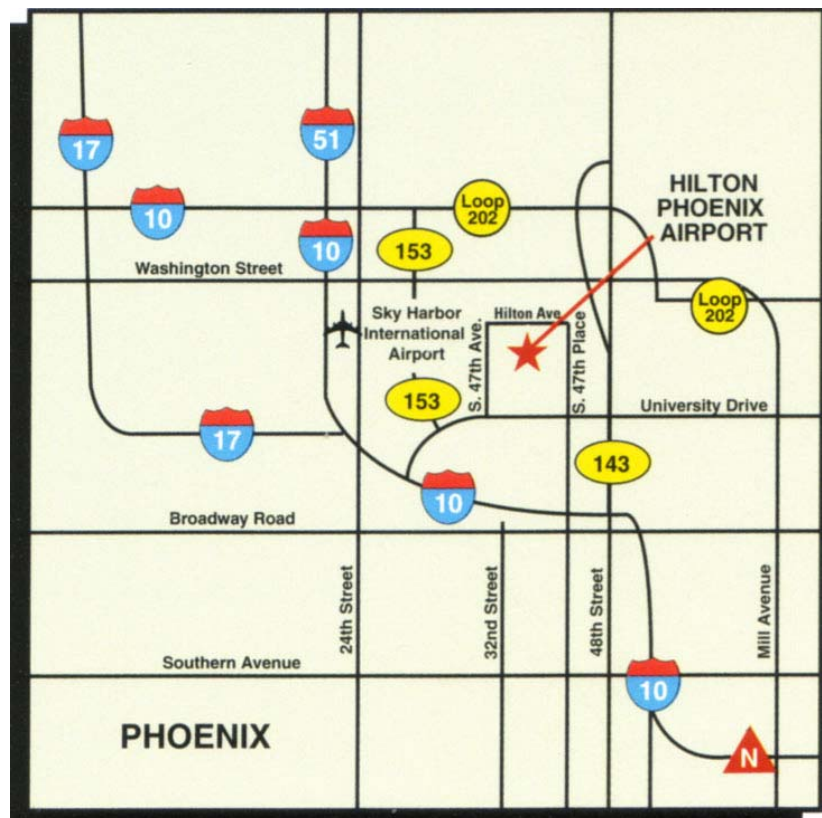 17
51
HILTON
PHOENIX
AIRPORT
10
Loop
202
10
153
Washington Street
Loop
202
Sky Harbor
International
Airport
Hilton Ave.
S. 47th Ave.
S. 47th Place
153
University Drive
17
143
10
Broadway Road
24th Street
32nd Street
48th Street
Mill Avenue
Southern Avenue
10
PHOENIX
N